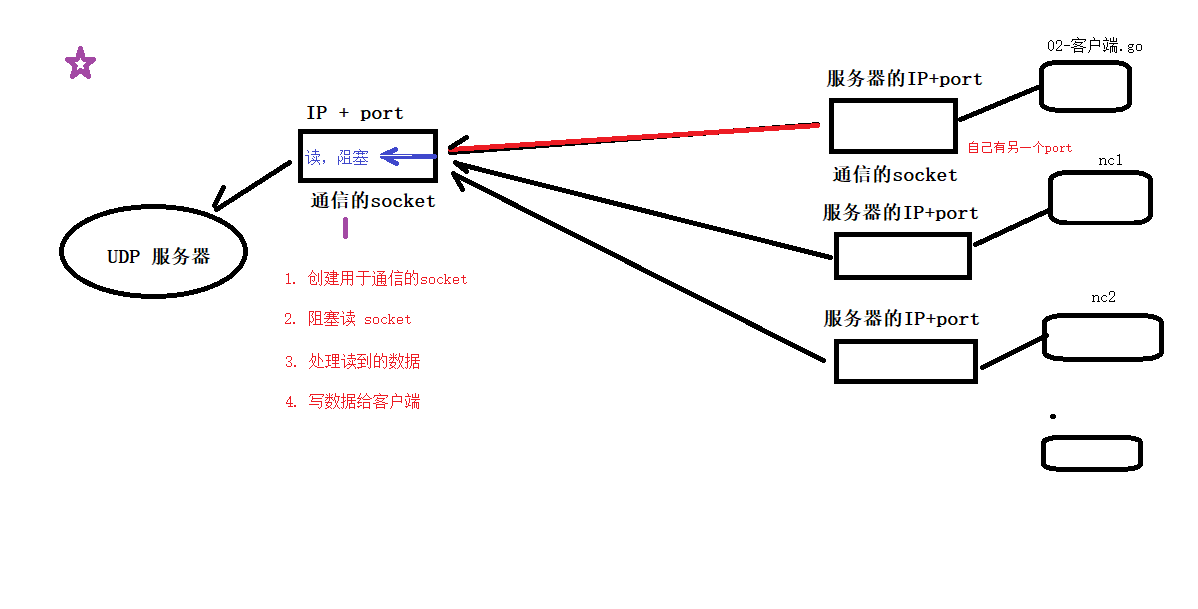 02-客户端.go
服务器的IP+port
IP + port
自己有另一个port
读，阻塞
nc1
通信的socket
通信的socket
服务器的IP+port
UDP 服务器
1. 创建用于通信的socket
nc2
2. 阻塞读 socket
服务器的IP+port
3. 处理读到的数据
4. 写数据给客户端